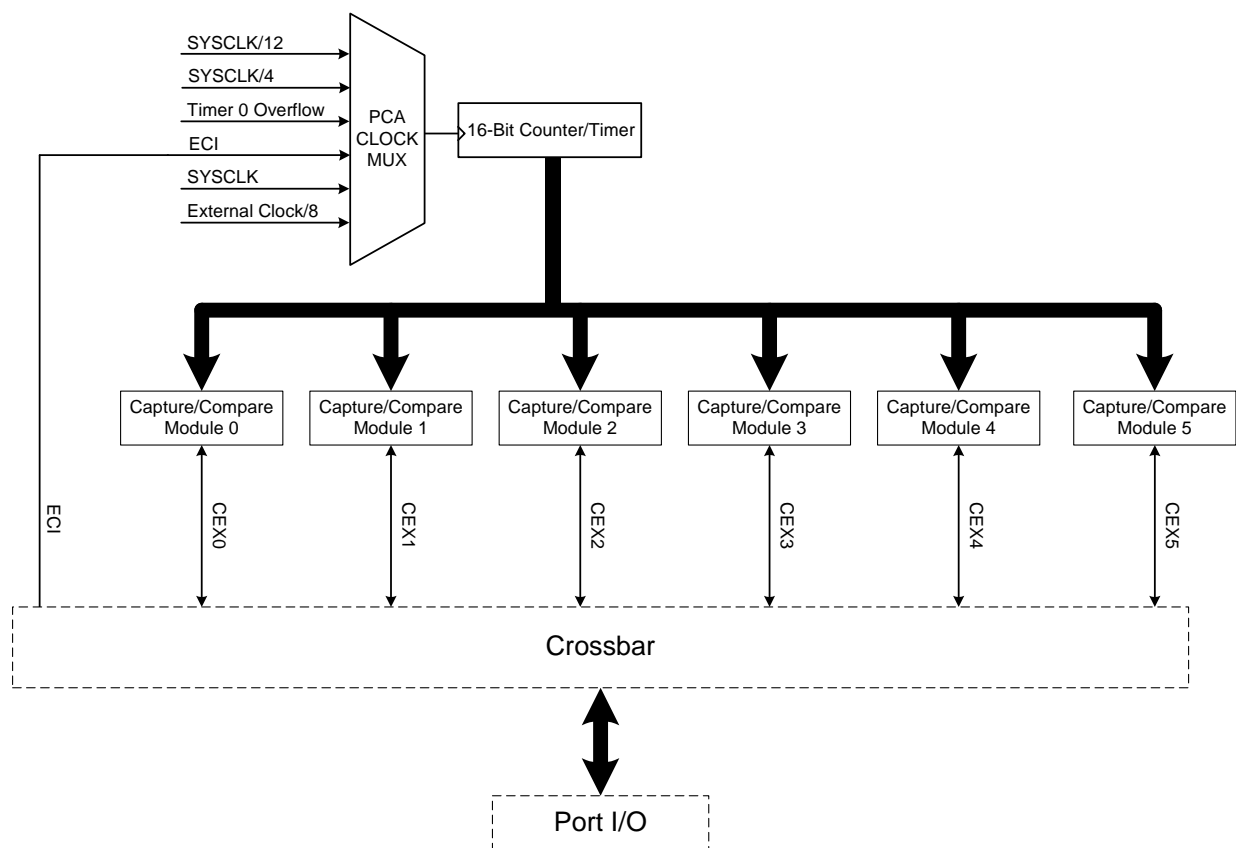 SYSCLK/12
SYSCLK/4
Timer 0 Overflow
ECI
SYSCLK
External Clock/8
PCA
CLOCK
MUX
16-Bit Counter/Timer
Capture/Compare
Module 0
Capture/Compare
Module 1
Capture/Compare
Module 2
Capture/Compare
Module 3
Capture/Compare
Module 4
Capture/Compare
Module 5
ECI
CEX0
CEX1
CEX2
CEX3
CEX4
CEX5
Crossbar
Port I/O